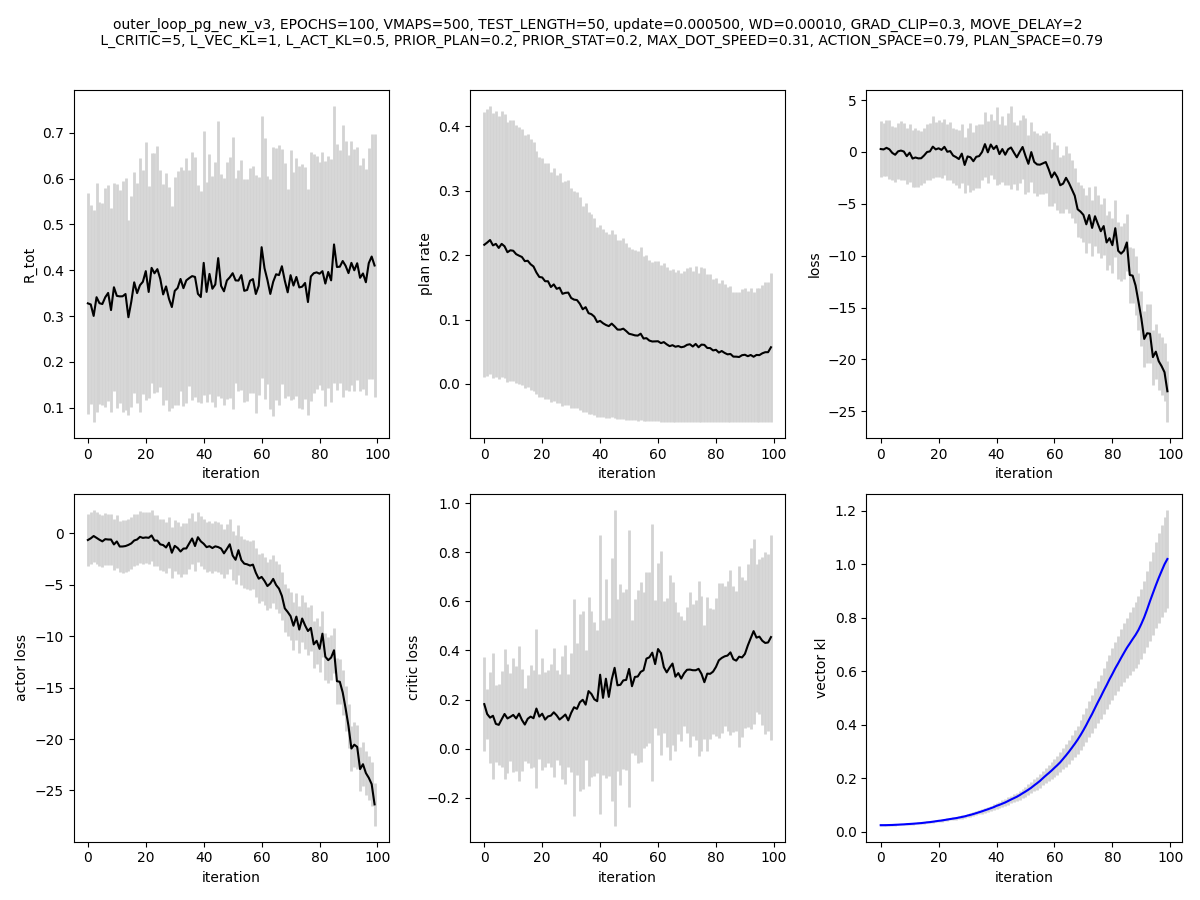 outer_loop_pg_new_v3, EPOCHS=100, VMAPS=500, TEST_LENGTH=50, update=0.000500, WD=0.00010, GRAD_CLIP=0.3, MOVE_DELAY=2
L_CRITIC=5, L_VEC_KL=1, L_ACT_KL=0.5, PRIOR_PLAN=0.2, PRIOR_STAT=0.2, MAX_DOT_SPEED=0.31, ACTION_SPACE=0.79, PLAN_SPACE=0.79
R_tot
0.7
0.6
0.5
0.4
0.3
0.2
0.1
0 20 40 60 80 100
iteration
plan rate
0.4
0.3
0.2
0.1
0.0
0 20 40 60 80 100
iteration
loss
5
0
−5
−10
−15
−20
−25
0 20 40 60 80 100
iteration
actor loss
0
−5
−10
−15
−20
−25
0 20 40 60 80 100
iteration
critic loss
1.0
0.8
0.6
0.4
0.2
0.0
−0.2
0 20 40 60 80 100
iteration
vector kl
1.2
1.0
0.8
0.6
0.4
0.2
0.0
0 20 40 60 80 100
iteration